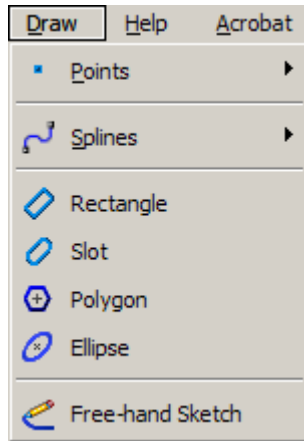 Draw Help Acrobat
Points
Splines
Rectangle
Slot
Polygon
Ellipse
Free-hand Sketch